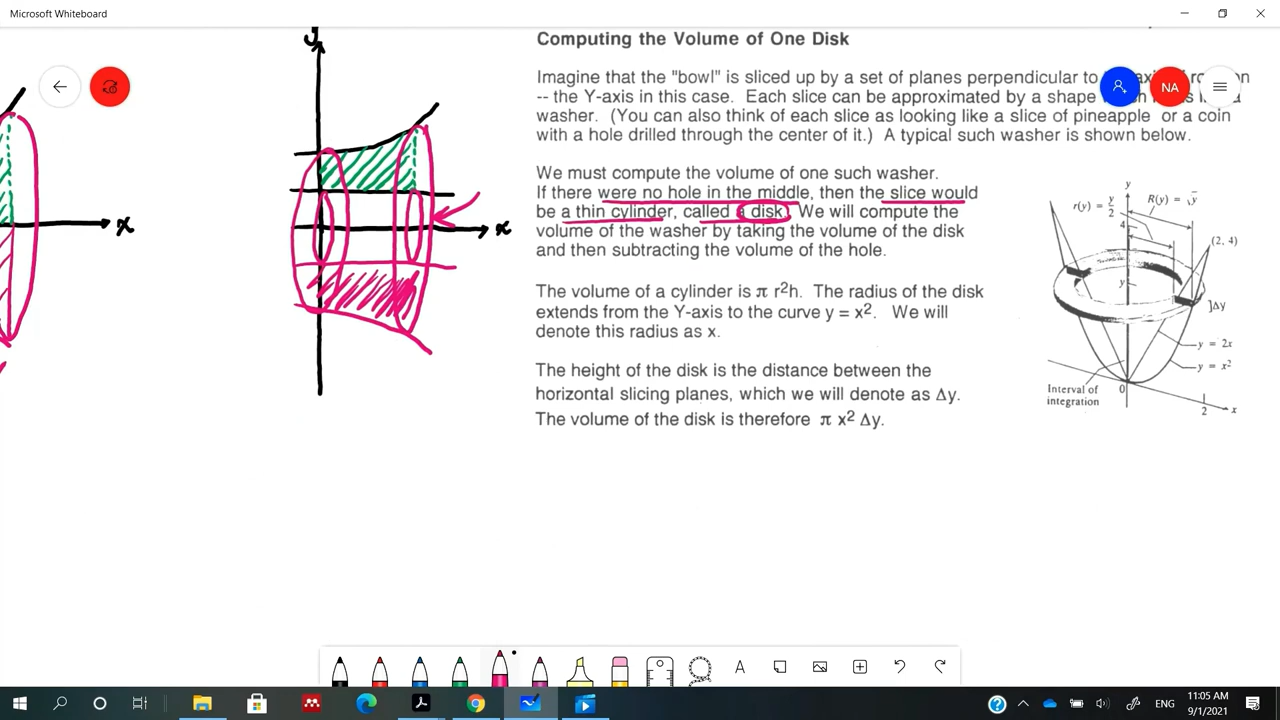 Microsoft Whiteboard
y
x
x
NA
Computing the Volume of One Disk
Imagine that the "bowl" is sliced up by a set of planes perpendicular to
-- the Y-axis in this case. Each slice can be approximated by a shape
washer. (You can also think of each slice as looking like a slice of pineapple or a coin
with a hole drilled through the center of it.) A typical such washer is shown below.
We must compute the volume of one such washer.
If there were no hole in the middle, then the slice would
be a thin cylinder, called a disk. We will compute the
volume of the washer by taking the volume of the disk
and then subtracting the volume of the hole.
The volume of a cylinder is π r²h. The radius of the disk
extends from the Y-axis to the curve y = x². We will
denote this radius as x.
The height of the disk is the distance between the
horizontal slicing planes, which we will denote as Δy.
The volume of the disk is therefore π x² Δy.
y
R(y) = √y
r(y) = y/2
4
(2, 4)
y
]Δy
y = 2x
y = x²
Interval of
integration
0
2
x
A
ENG
11:05 AM
9/1/2021